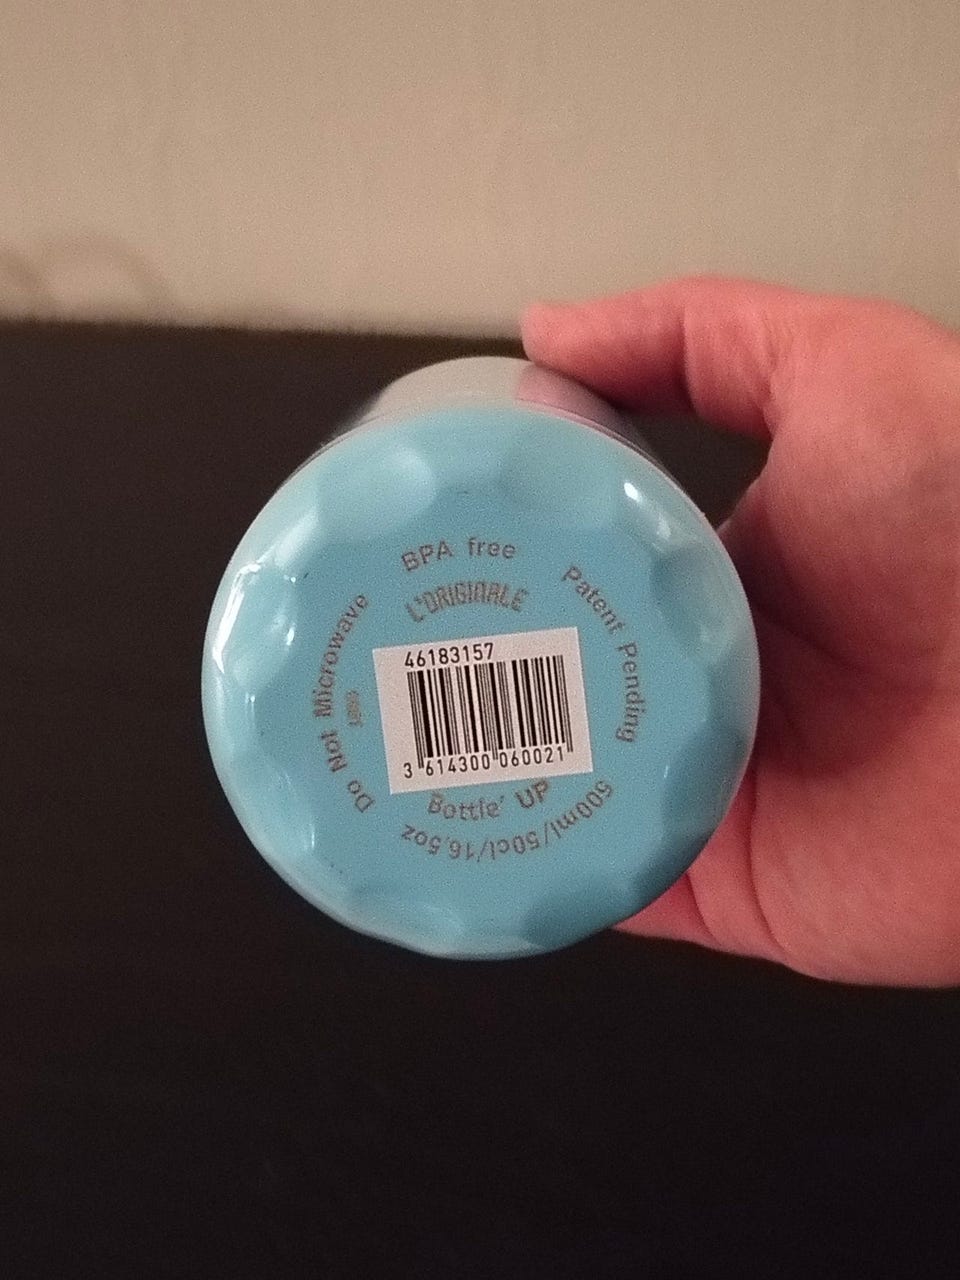 BPA free
L'ORIGINALE
Patent Pending
Do Not Microwave
46183157
3 614300 060021
Bottle' UP
500ml/50cl/16,5oz